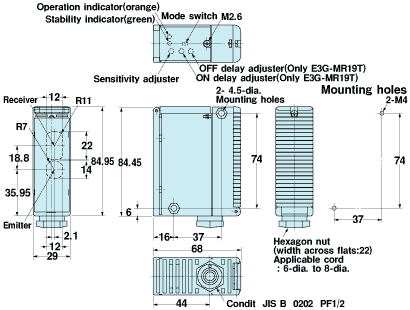 Operation indicator(orange)
Stability indicator(green)
Mode switch
M2.6
OFF delay adjuster(Only E3G-MR19T)
ON delay adjuster(Only E3G-MR19T)
Sensitivity adjuster
Receiver
12
R11
R7
22
18.8
14
35.95
84.95
Emitter
2.1
12
29
2- 4.5-dia.
Mounting holes
84.45
74
6
16
37
68
Hexagon nut
(width across flats:22)
Applicable cord
: 6-dia. to 8-dia.
Mounting holes
2-M4
74
37
44
Condit JIS B 0202 PF1/2